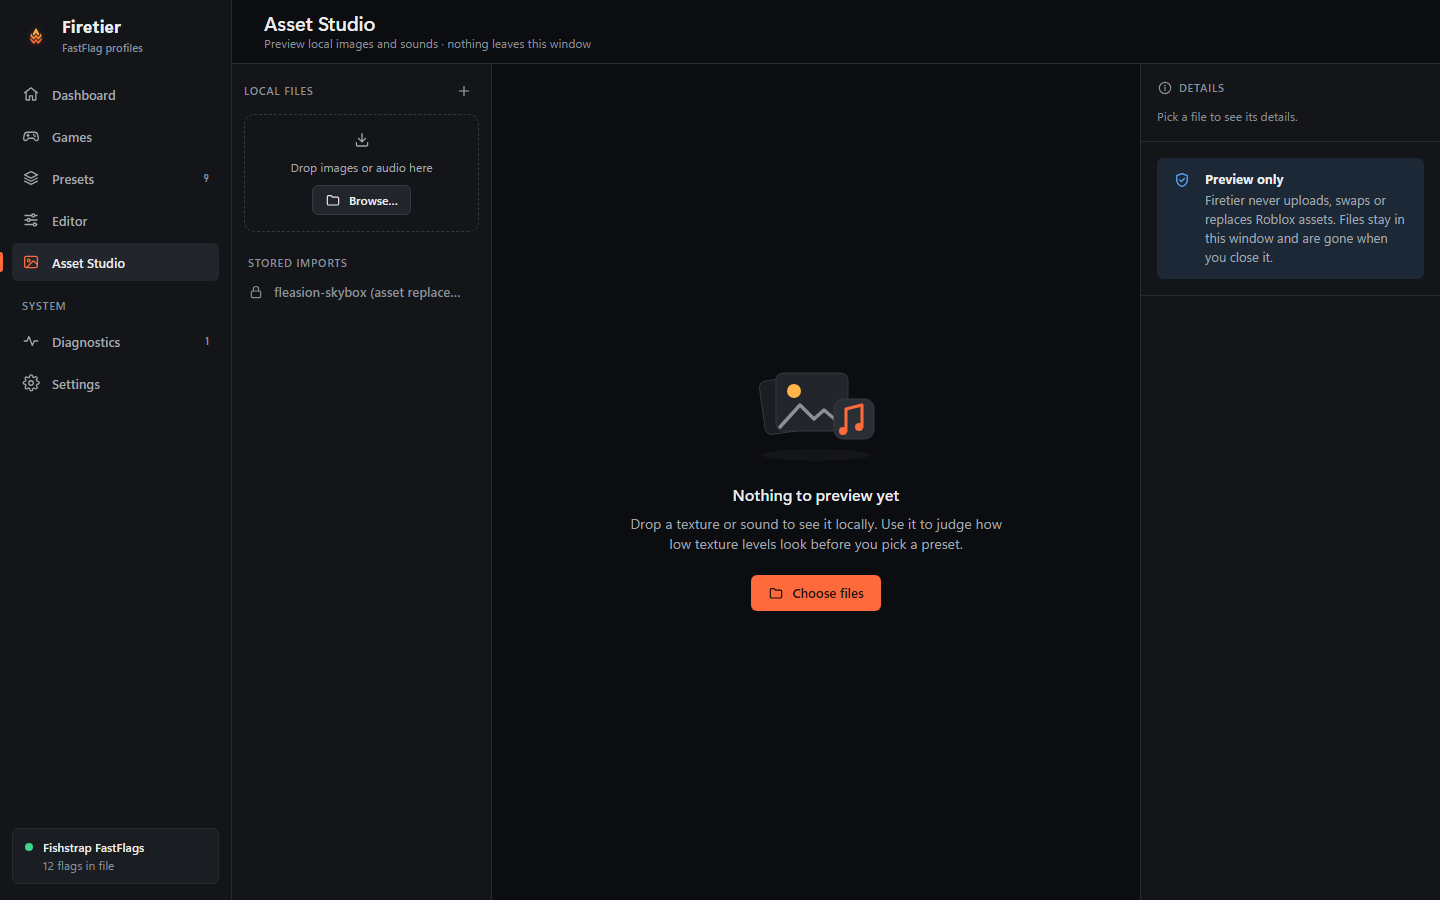 Firetier
FastFlag profiles
Dashboard
Games
Presets 9
Editor
Asset Studio
SYSTEM
Diagnostics 1
Settings
Fishstrap FastFlags
12 flags in file
Asset Studio
Preview local images and sounds · nothing leaves this window
LOCAL FILES
Drop images or audio here
Browse...
STORED IMPORTS
fleasion-skybox (asset replace...
Nothing to preview yet
Drop a texture or sound to see it locally. Use it to judge how
low texture levels look before you pick a preset.
Choose files
DETAILS
Pick a file to see its details.
Preview only
Firetier never uploads, swaps or
replaces Roblox assets. Files stay in
this window and are gone when
you close it.